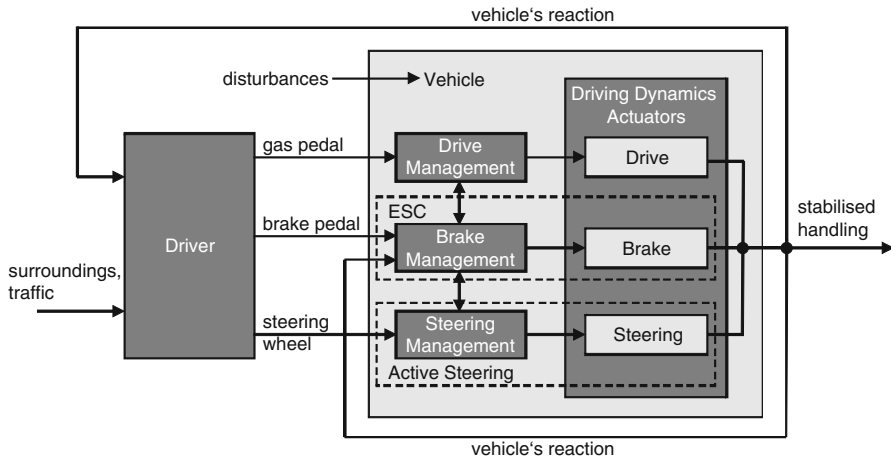 vehicle's reaction
disturbances
Vehicle
Driving Dynamics
Actuators
gas pedal
Drive
Management
Drive
ESC
brake pedal
Driver
Brake
Management
Brake
stabilised
handling
surroundings,
traffic
steering
wheel
Steering
Management
Steering
Active Steering
vehicle's reaction